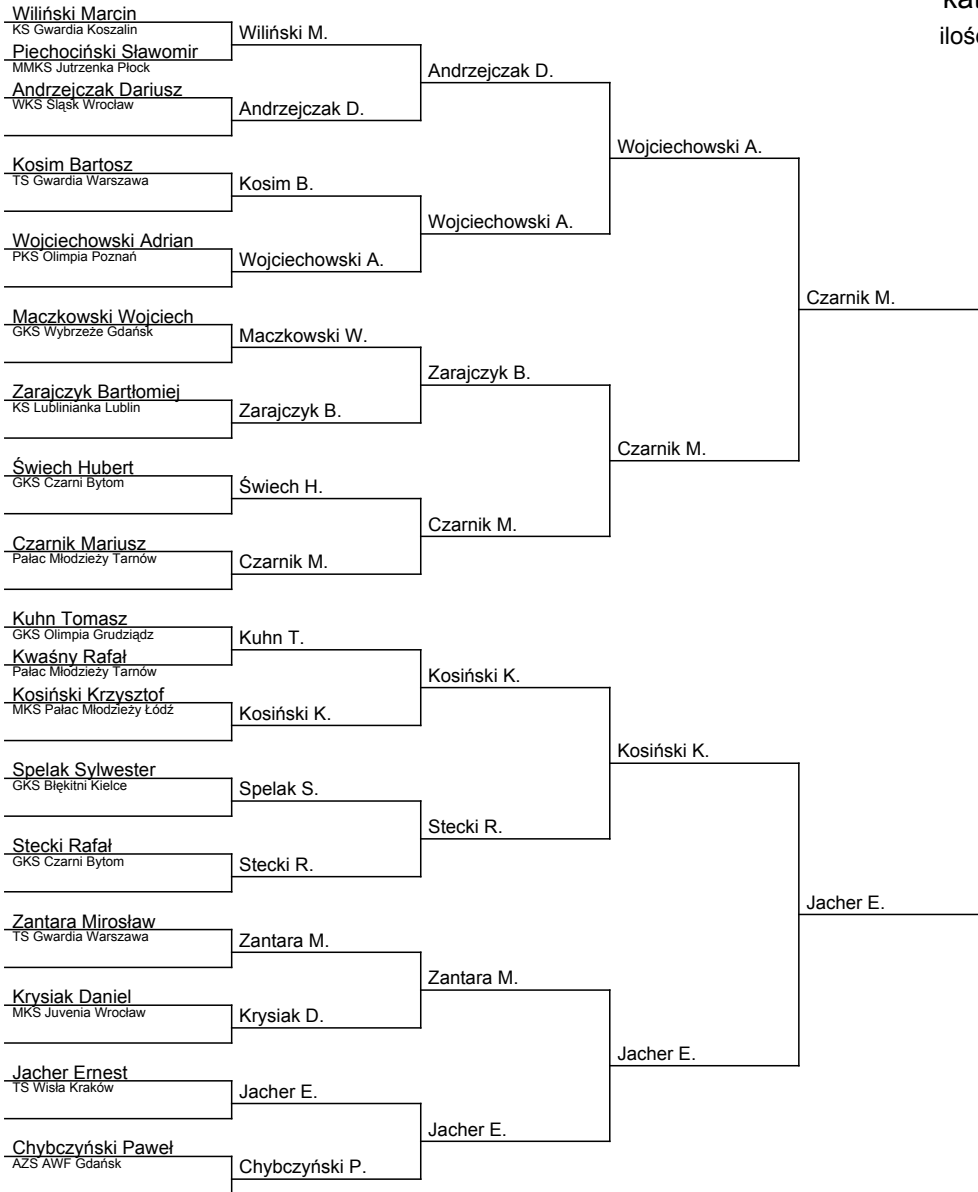 kat
ilość
Wiliński Marcin
KS Gwardia Koszalin
Wiliński M.
Piechociński Sławomir
MMKS Jutrzenka Płock
Andrzejczak D.
Andrzejczak Dariusz
WKS Śląsk Wrocław
Andrzejczak D.
Wojciechowski A.
Kosim Bartosz
TS Gwardia Warszawa
Kosim B.
Wojciechowski A.
Wojciechowski Adrian
PKS Olimpia Poznań
Wojciechowski A.
Czarnik M.
Maczkowski Wojciech
GKS Wybrzeże Gdańsk
Maczkowski W.
Zarajczyk B.
Zarajczyk Bartłomiej
KS Lublinianka Lublin
Zarajczyk B.
Czarnik M.
Świech Hubert
GKS Czarni Bytom
Świech H.
Czarnik M.
Czarnik Mariusz
Pałac Młodzieży Tarnów
Czarnik M.
Kuhn Tomasz
GKS Olimpia Grudziądz
Kuhn T.
Kwaśny Rafał
Pałac Młodzieży Tarnów
Kosiński K.
Kosiński Krzysztof
MKS Pałac Młodzieży Łódź
Kosiński K.
Kosiński K.
Spelak Sylwester
GKS Błękitni Kielce
Spelak S.
Stecki R.
Stecki Rafał
GKS Czarni Bytom
Stecki R.
Jacher E.
Zantara Mirosław
TS Gwardia Warszawa
Zantara M.
Zantara M.
Krysiak Daniel
MKS Juvenia Wrocław
Krysiak D.
Jacher E.
Jacher Ernest
TS Wisła Kraków
Jacher E.
Jacher E.
Chybczyński Paweł
AZS AWF Gdańsk
Chybczyński P.